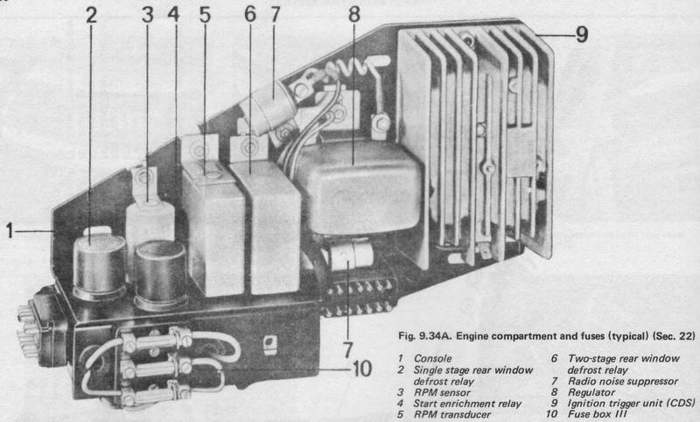 2 3 4 5 6 7 8 9
1
7
10
Fig. 9.34A. Engine compartment and fuses (typical) (Sec. 22)
1 Console
2 Single stage rear window
defrost relay
3 RPM sensor
4 Start enrichment relay
5 RPM transducer
6 Two-stage rear window
defrost relay
7 Radio noise suppressor
8 Regulator
9 Ignition trigger unit (CDS)
10 Fuse box III